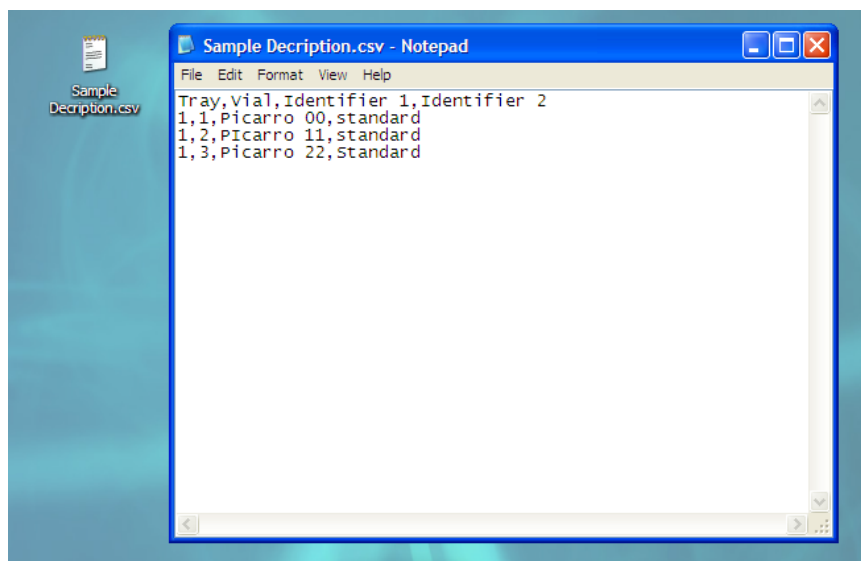 Sample
Decription.csv
Sample Decription.csv - Notepad
File Edit Format View Help
Tray,Vial,Identifier 1,Identifier 2
1,1,Picarro 00,standard
1,2,PIcarro 11,standard
1,3,Picarro 22,Standard